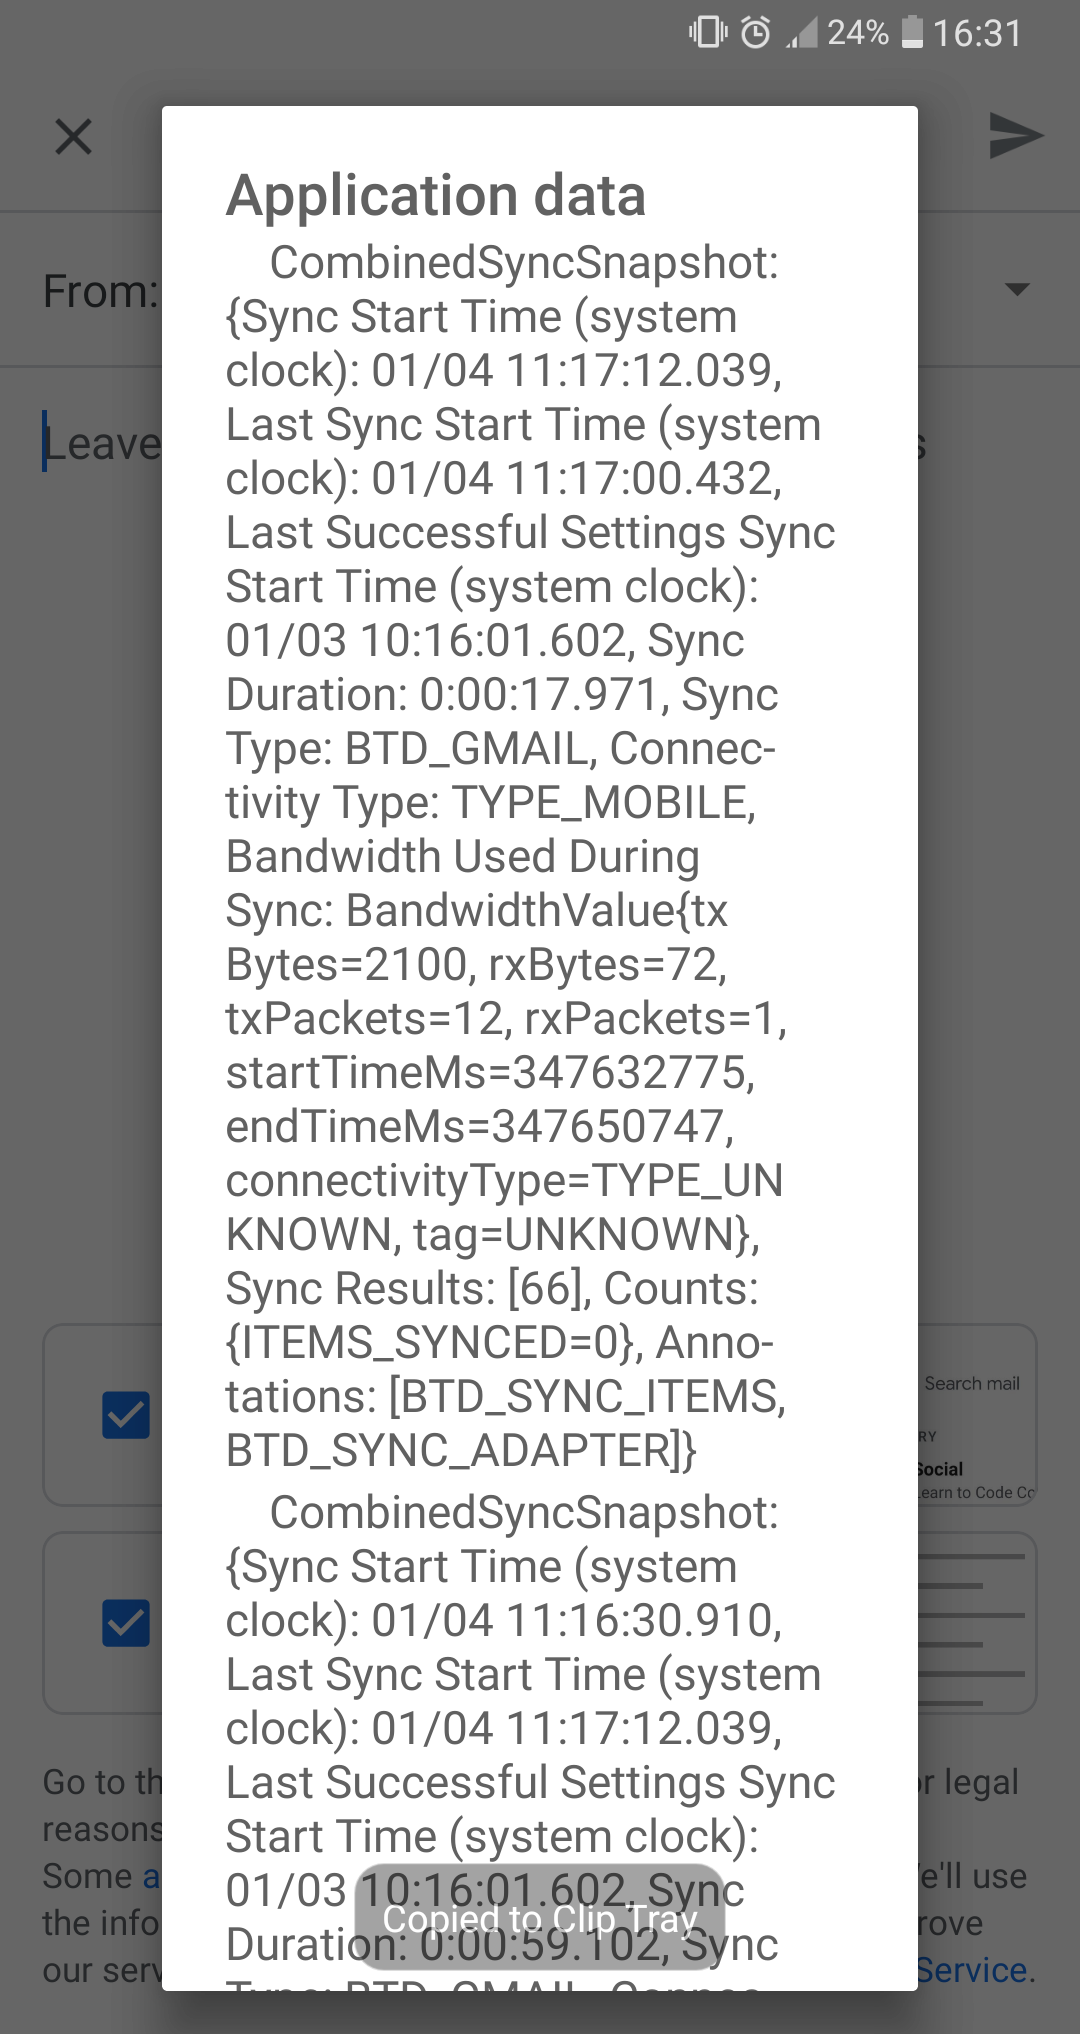 24% 16:31
Application data
From:
CombinedSyncSnapshot:
{Sync Start Time (system
clock): 01/04 11:17:12.039,
Last Sync Start Time (system
Leave
clock): 01/04 11:17:00.432,
Last Successful Settings Sync
Start Time (system clock):
01/03 10:16:01.602, Sync
Duration: 0:00:17.971, Sync
Type: BTD_GMAIL, Connec-
tivity Type: TYPE_MOBILE,
Bandwidth Used During
Sync: BandwidthValue{tx
Bytes=2100, rxBytes=72,
txPackets=12, rxPackets=1,
startTimeMs=347632775,
endTimeMs=347650747,
connectivityType=TYPE_UN
KNOWN, tag=UNKNOWN},
Sync Results: [66], Counts:
{ITEMS_SYNCED=0}, Anno-
tations: [BTD_SYNC_ITEMS,
BTD_SYNC_ADAPTER]}
Search mail
RY
Social
Learn to Code Co
CombinedSyncSnapshot:
{Sync Start Time (system
clock): 01/04 11:16:30.910,
Last Sync Start Time (system
clock): 01/04 11:17:12.039,
Last Successful Settings Sync
Start Time (system clock):
01/03 10:16:01.602, Sync
Duration: 0:00:59.102, Sync
Type: BTD_GMAIL, Connec-
Copied to Clip Tray
Go to th
r legal
reasons
Some a
e'll use
the info
rove
our serv
Service.